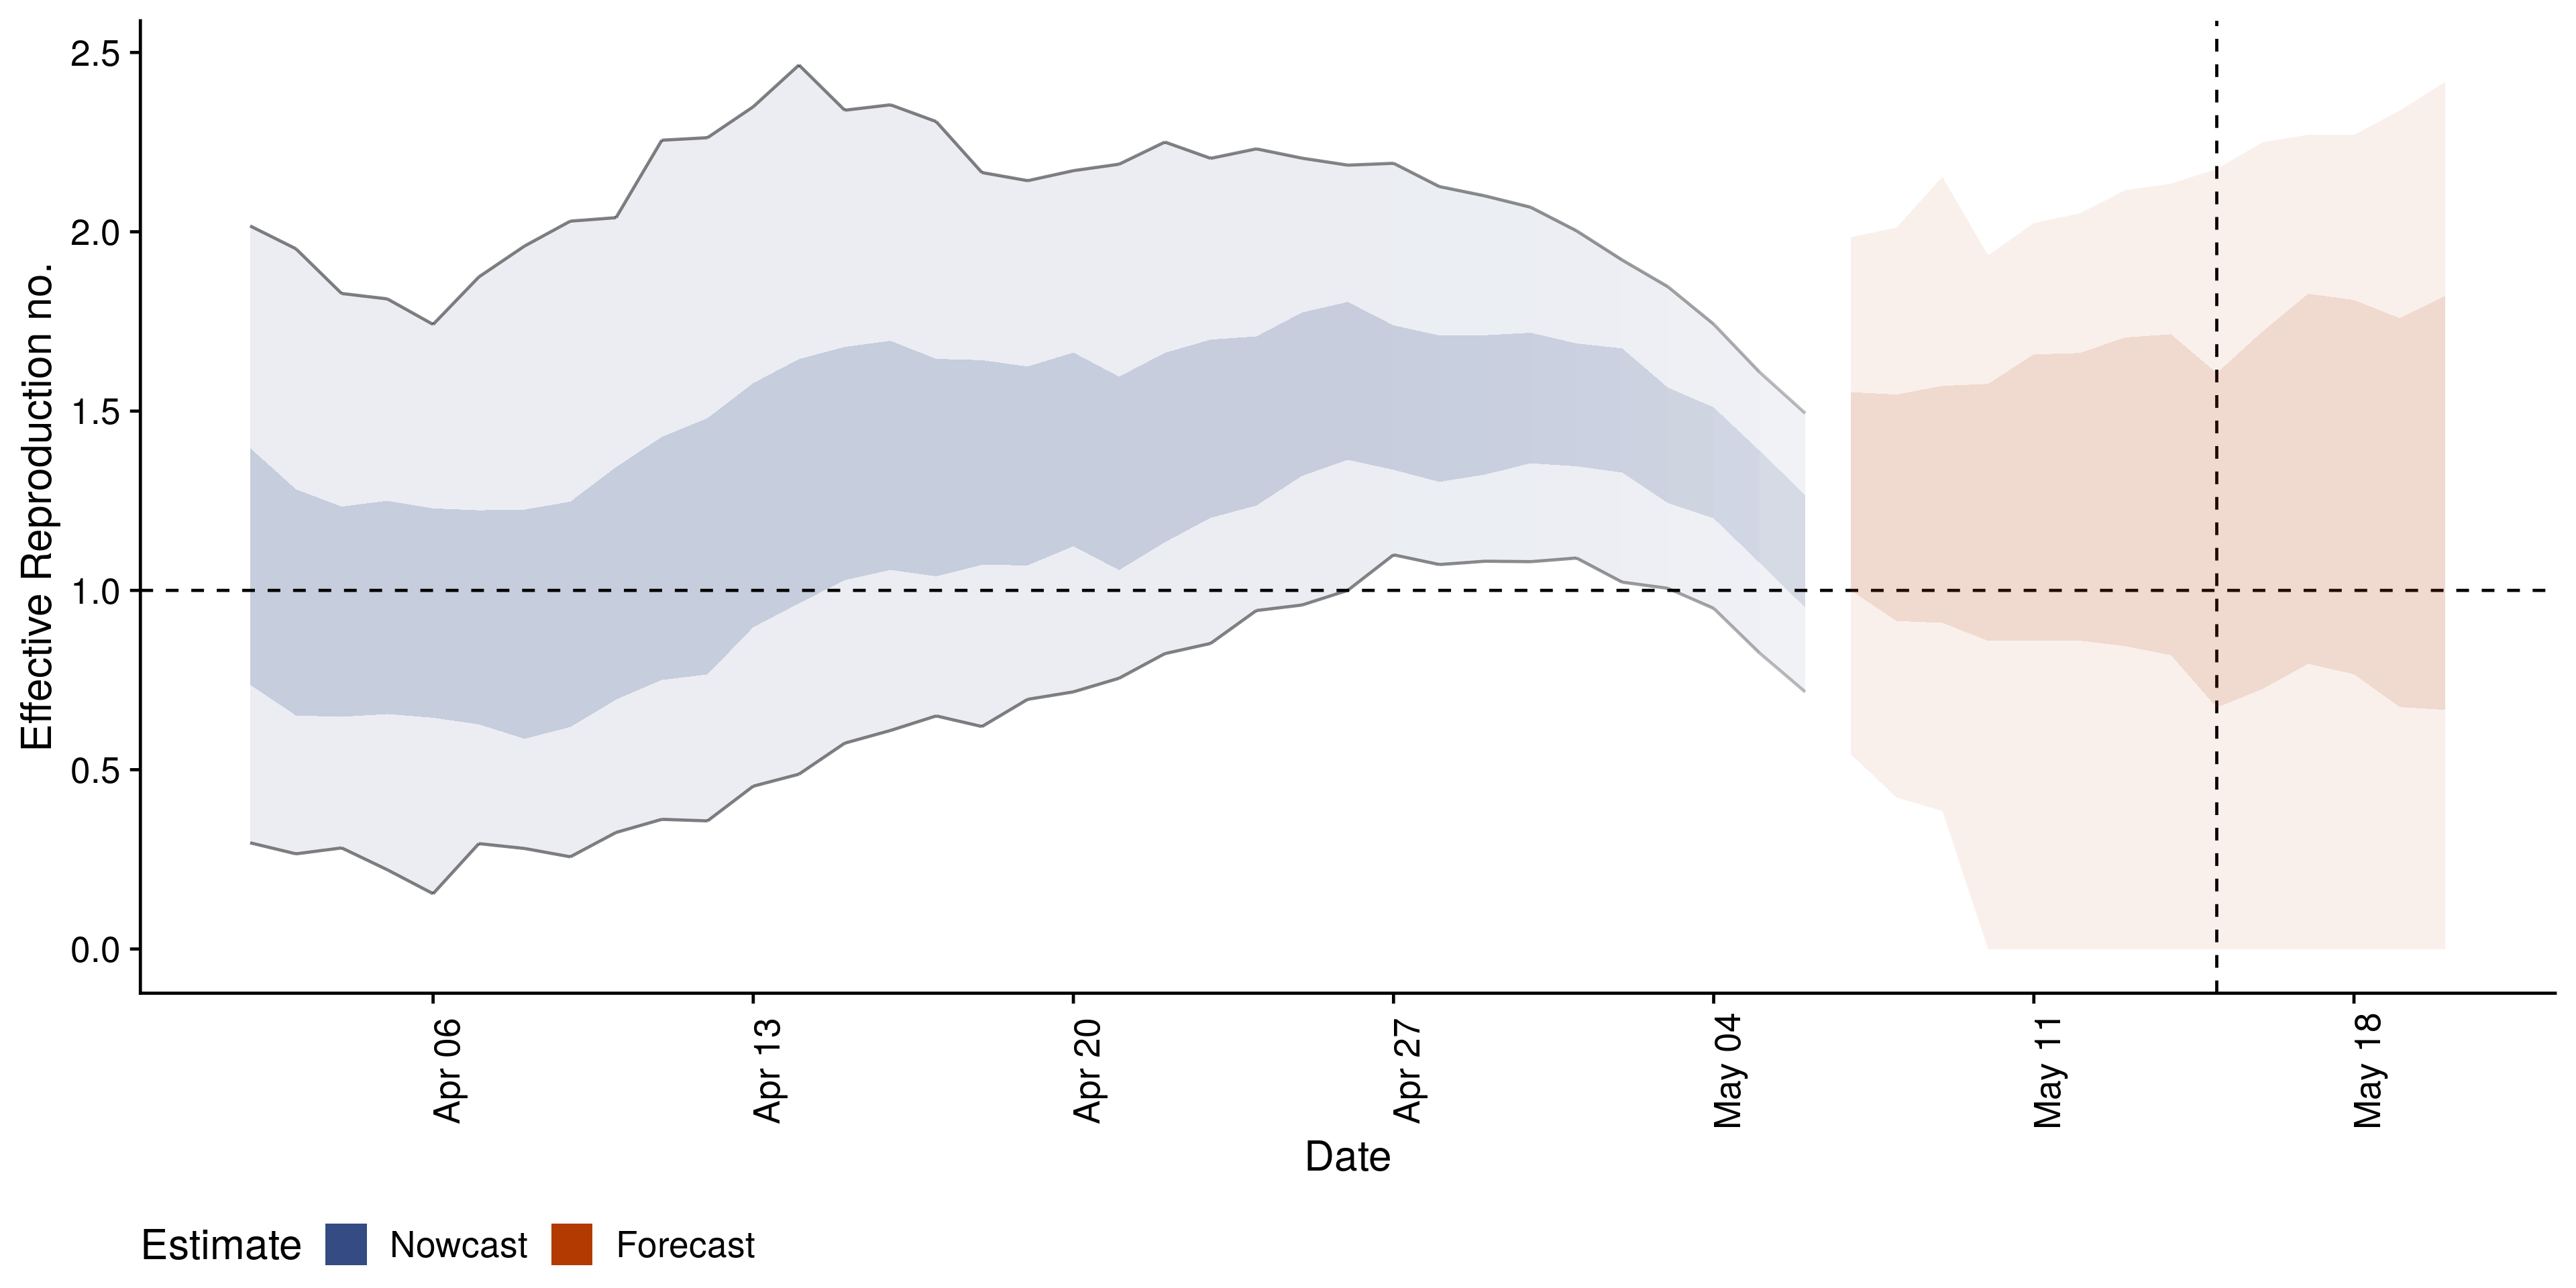 Effective Reproduction no.
2.5
2.0
1.5
1.0
0.5
0.0
Apr 06
Apr 13
Apr 20
Apr 27
May 04
May 11
May 18
Date
Estimate Nowcast Forecast